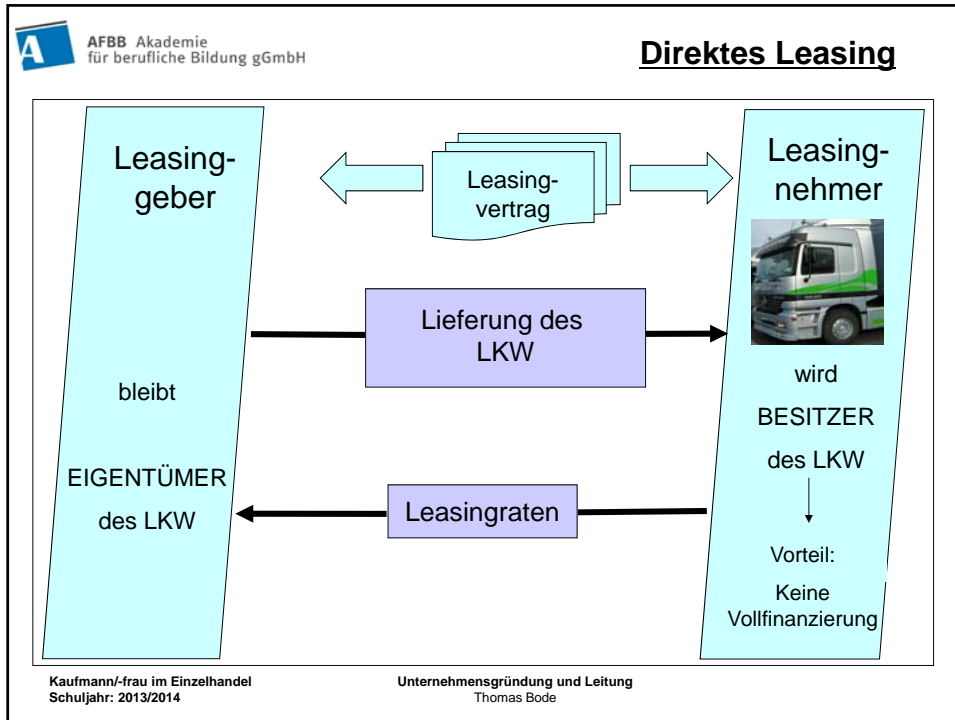 A
AFBB Akademie
für berufliche Bildung gGmbH
Direktes Leasing
Leasing-
geber
bleibt
EIGENTÜMER
des LKW
Leasing-
vertrag
Lieferung des
LKW
Leasingraten
Leasing-
nehmer
wird
BESITZER
des LKW
Vorteil:
Keine
Vollfinanzierung
Kaufmann/-frau im Einzelhandel
Schuljahr: 2013/2014
Unternehmensgründung und Leitung
Thomas Bode